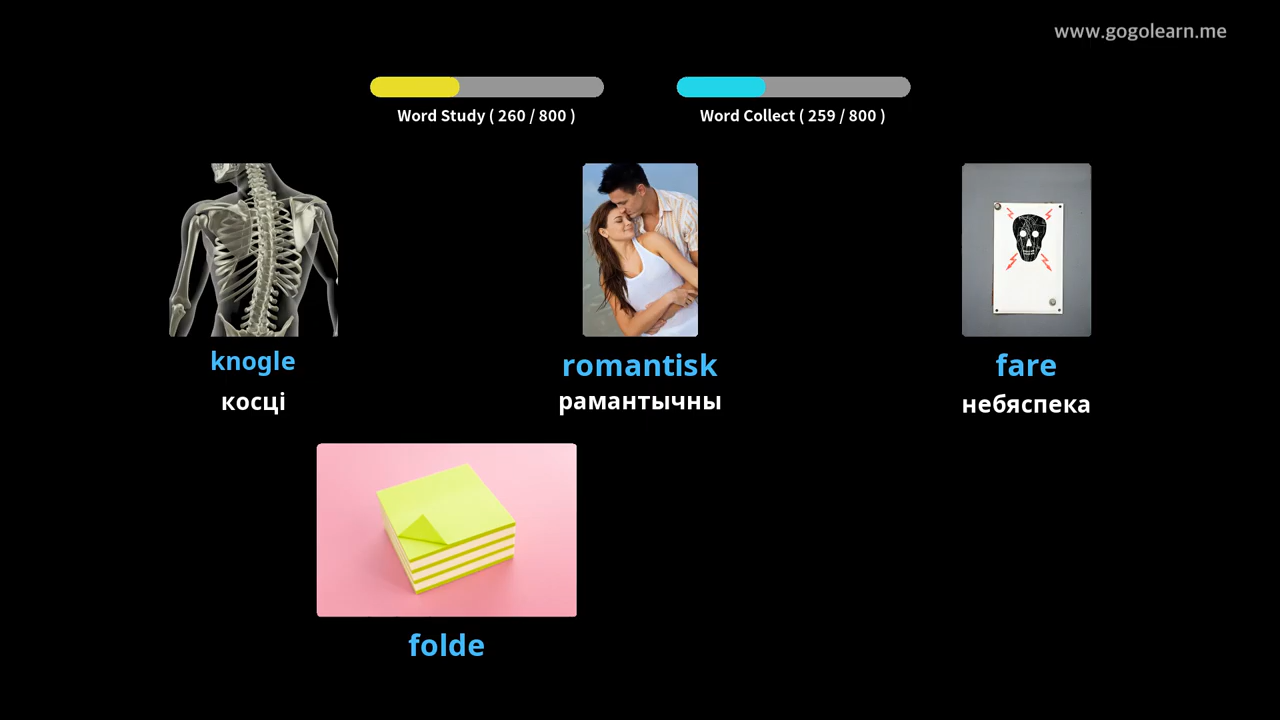 www.gogolearn.me
Word Study ( 260 / 800 )
Word Collect ( 259 / 800 )
knogle
косці
romantisk
рамантычны
fare
небяспека
folde